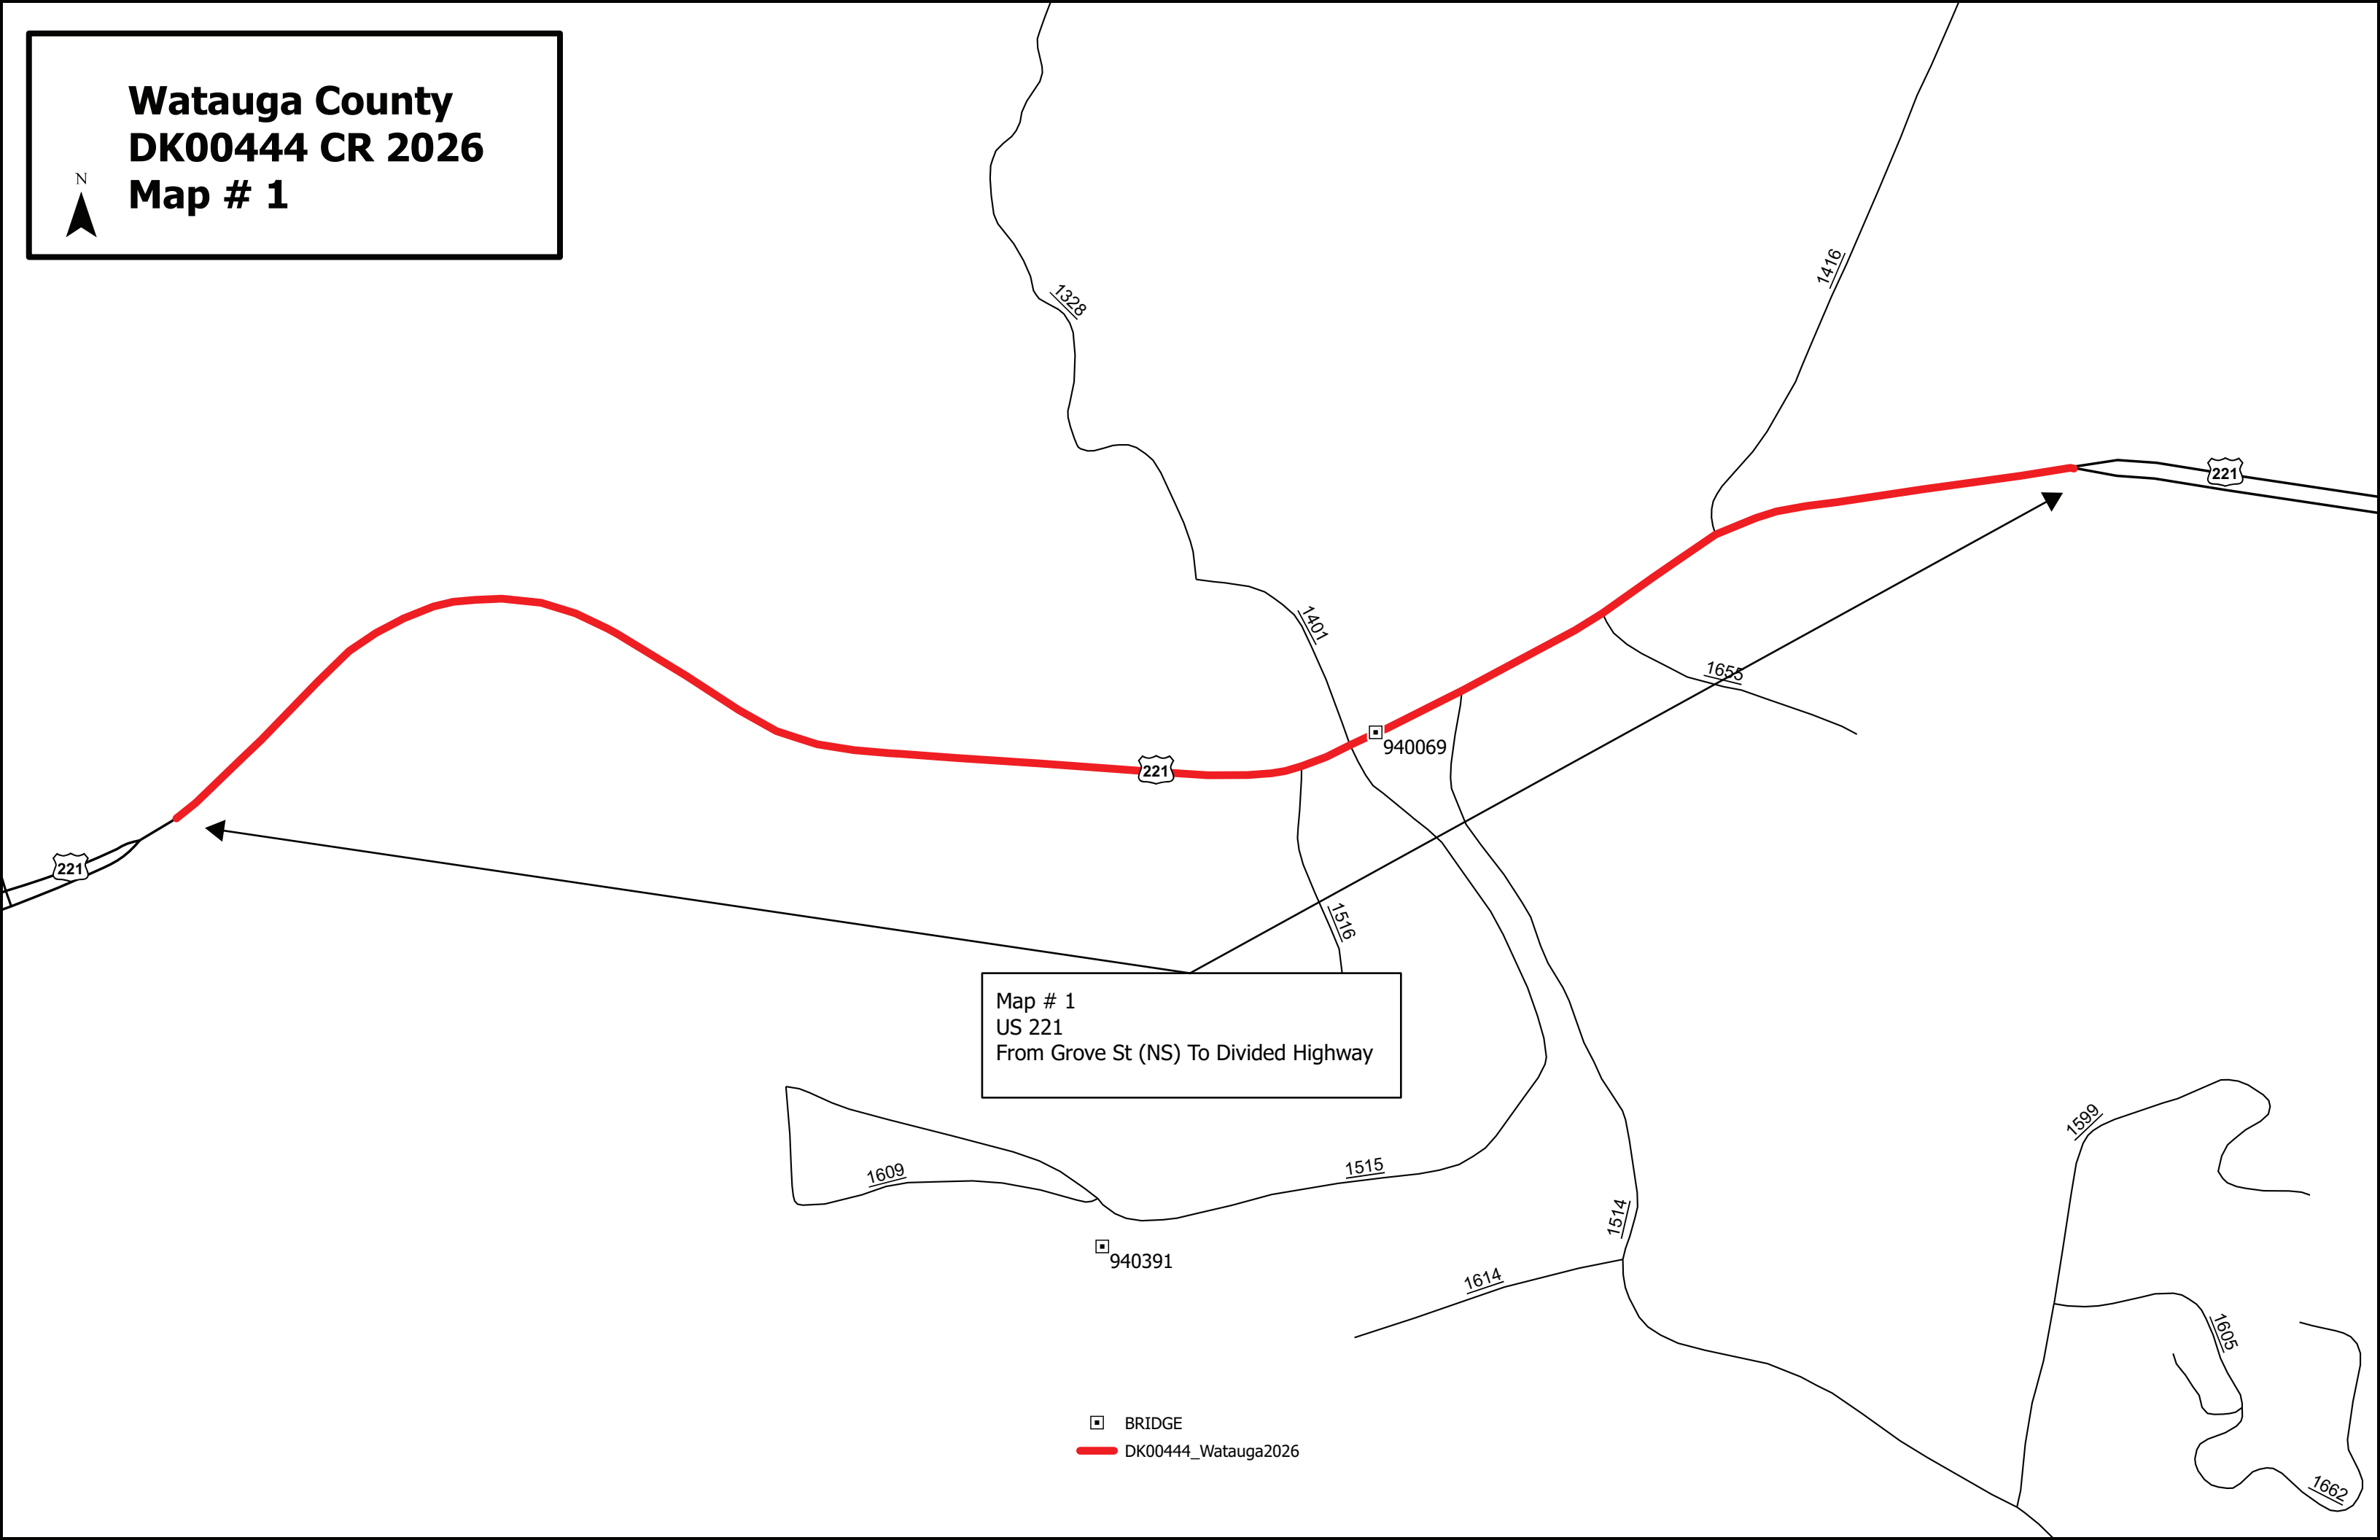 Watauga County
DK00444 CR 2026
Map # 1
N
1328
1416
221
1401
1655
940069
221
221
1516
Map # 1
US 221
From Grove St (NS) To Divided Highway
1599
1609
1515
1514
940391
1614
1605
BRIDGE
DK00444_Watauga2026
1662